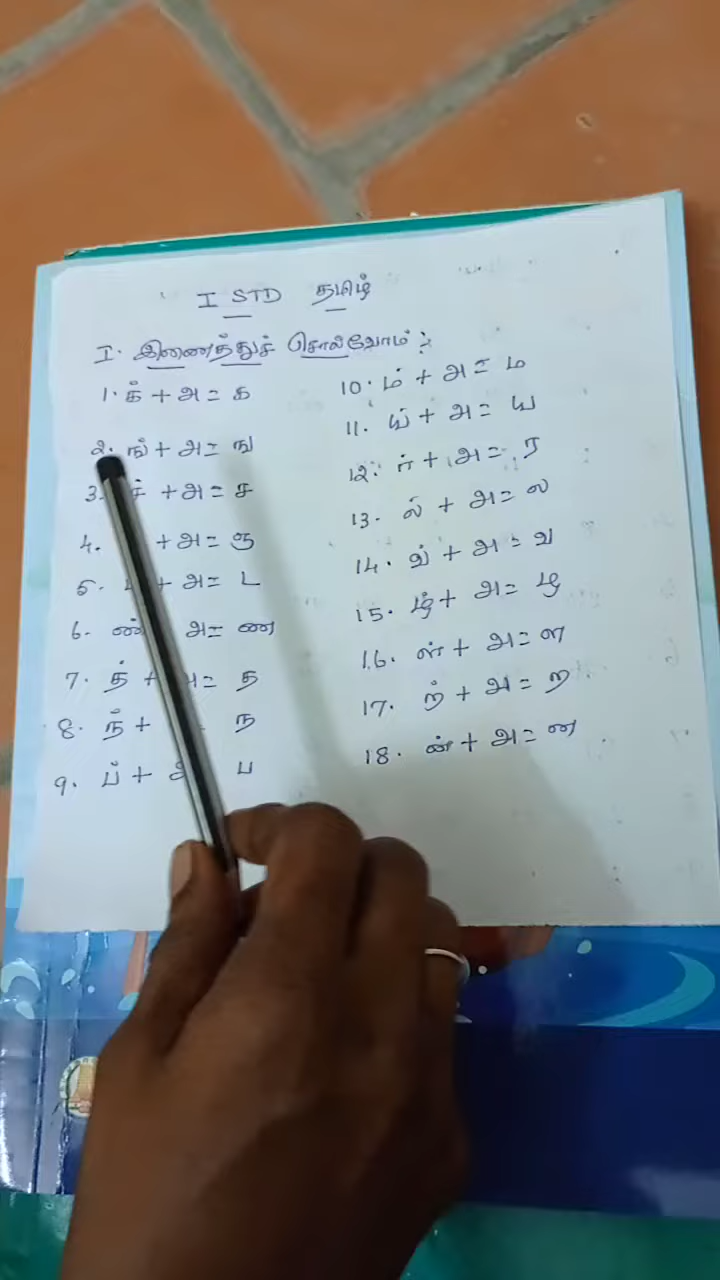 I STD தமிழ்
I. இணைத்துச் சொல்வோம் :
1. க் + அ = க
2. ங் + அ = ங
3. ச் + அ = ச
4. + அ = ஞ
5. + அ = ட
6. ண் அ = ண
7. த் + அ = த
8. ந் + ந
9. ப் + ப
10. ம் + அ = ம
11. ய் + அ = ய
12. ர் + அ = ர
13. ல் + அ = ல
14. வ் + அ = வ
15. ழ் + அ = ழ
16. ள் + அ = ள
17. ற் + அ = ற
18. ன் + அ = ன